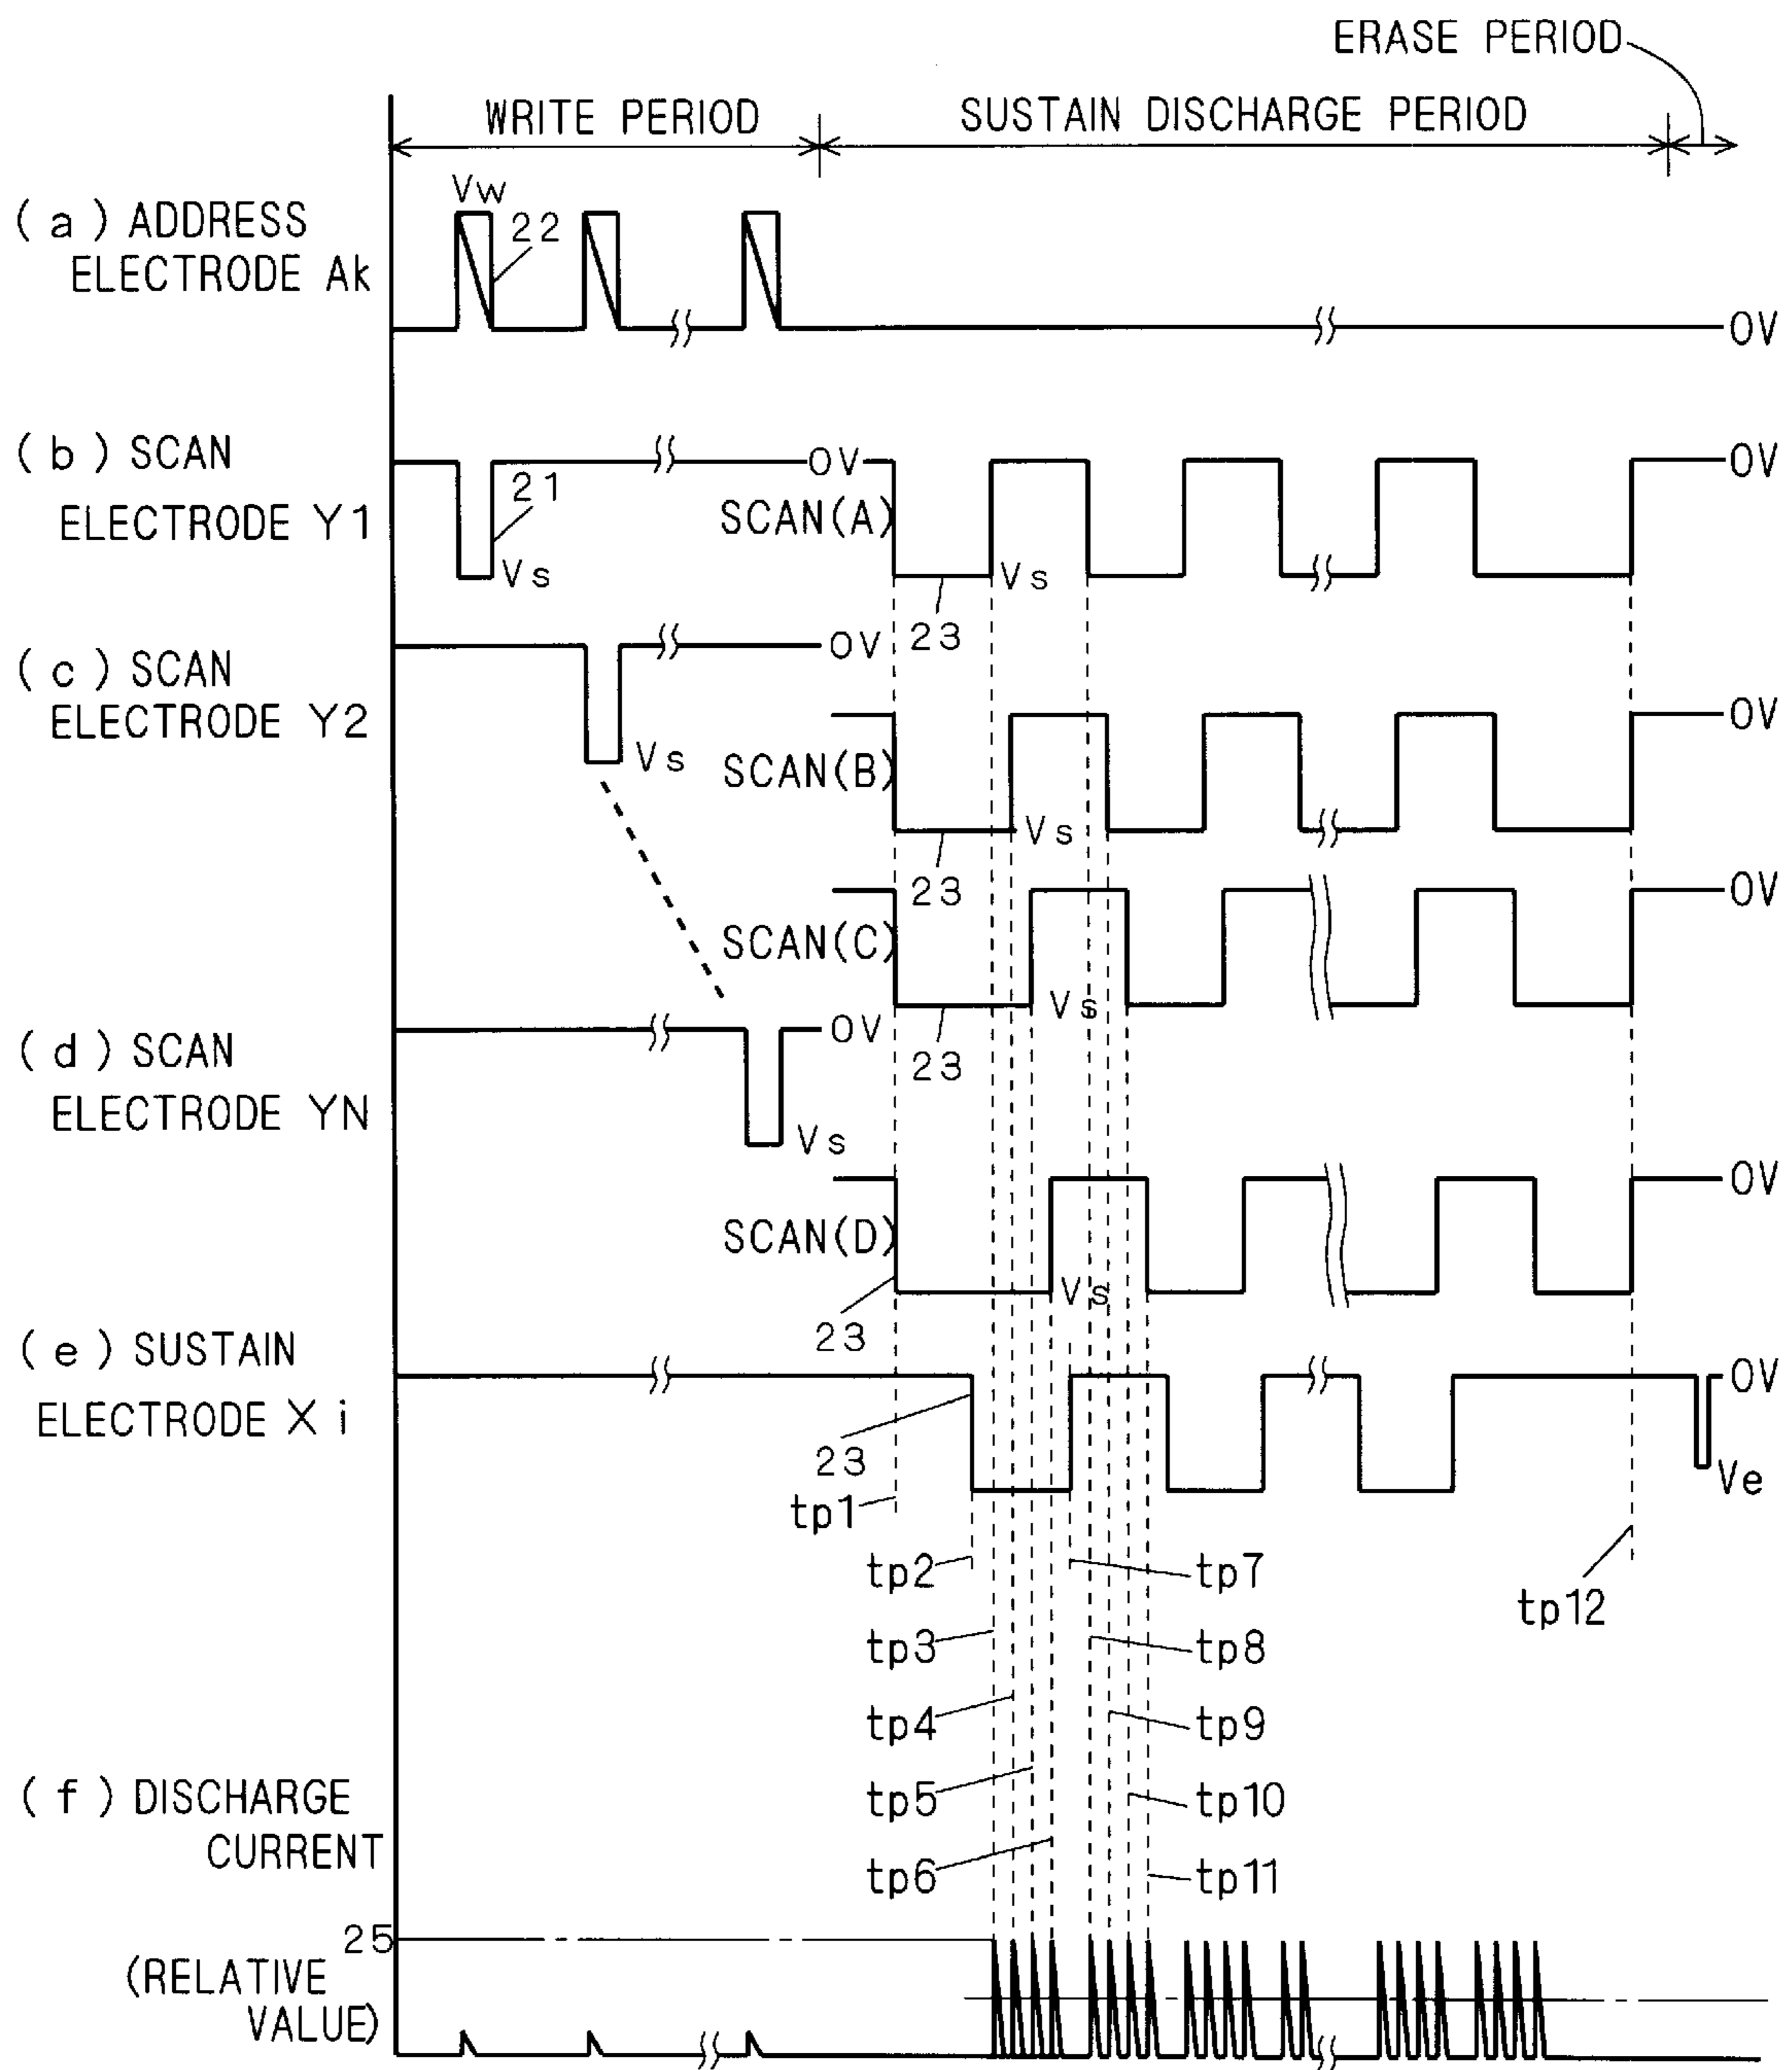 ERASE PERIOD
WRITE PERIOD
SUSTAIN DISCHARGE PERIOD
Vw
(a) ADDRESS
ELECTRODE Ak
22
0V
(b) SCAN
ELECTRODE Y1
21
Vs
0V
SCAN(A)
Vs
23
0V
(c) SCAN
ELECTRODE Y2
0V
Vs
SCAN(B)
Vs
23
0V
SCAN(C)
Vs
23
0V
(d) SCAN
ELECTRODE YN
0V
Vs
SCAN(D)
Vs
23
0V
(e) SUSTAIN
ELECTRODE Xi
23
0V
Ve
tp1
tp2
tp7
tp12
tp3
tp8
tp4
tp9
tp5
tp10
tp6
tp11
(f) DISCHARGE
CURRENT
25
(RELATIVE
VALUE)